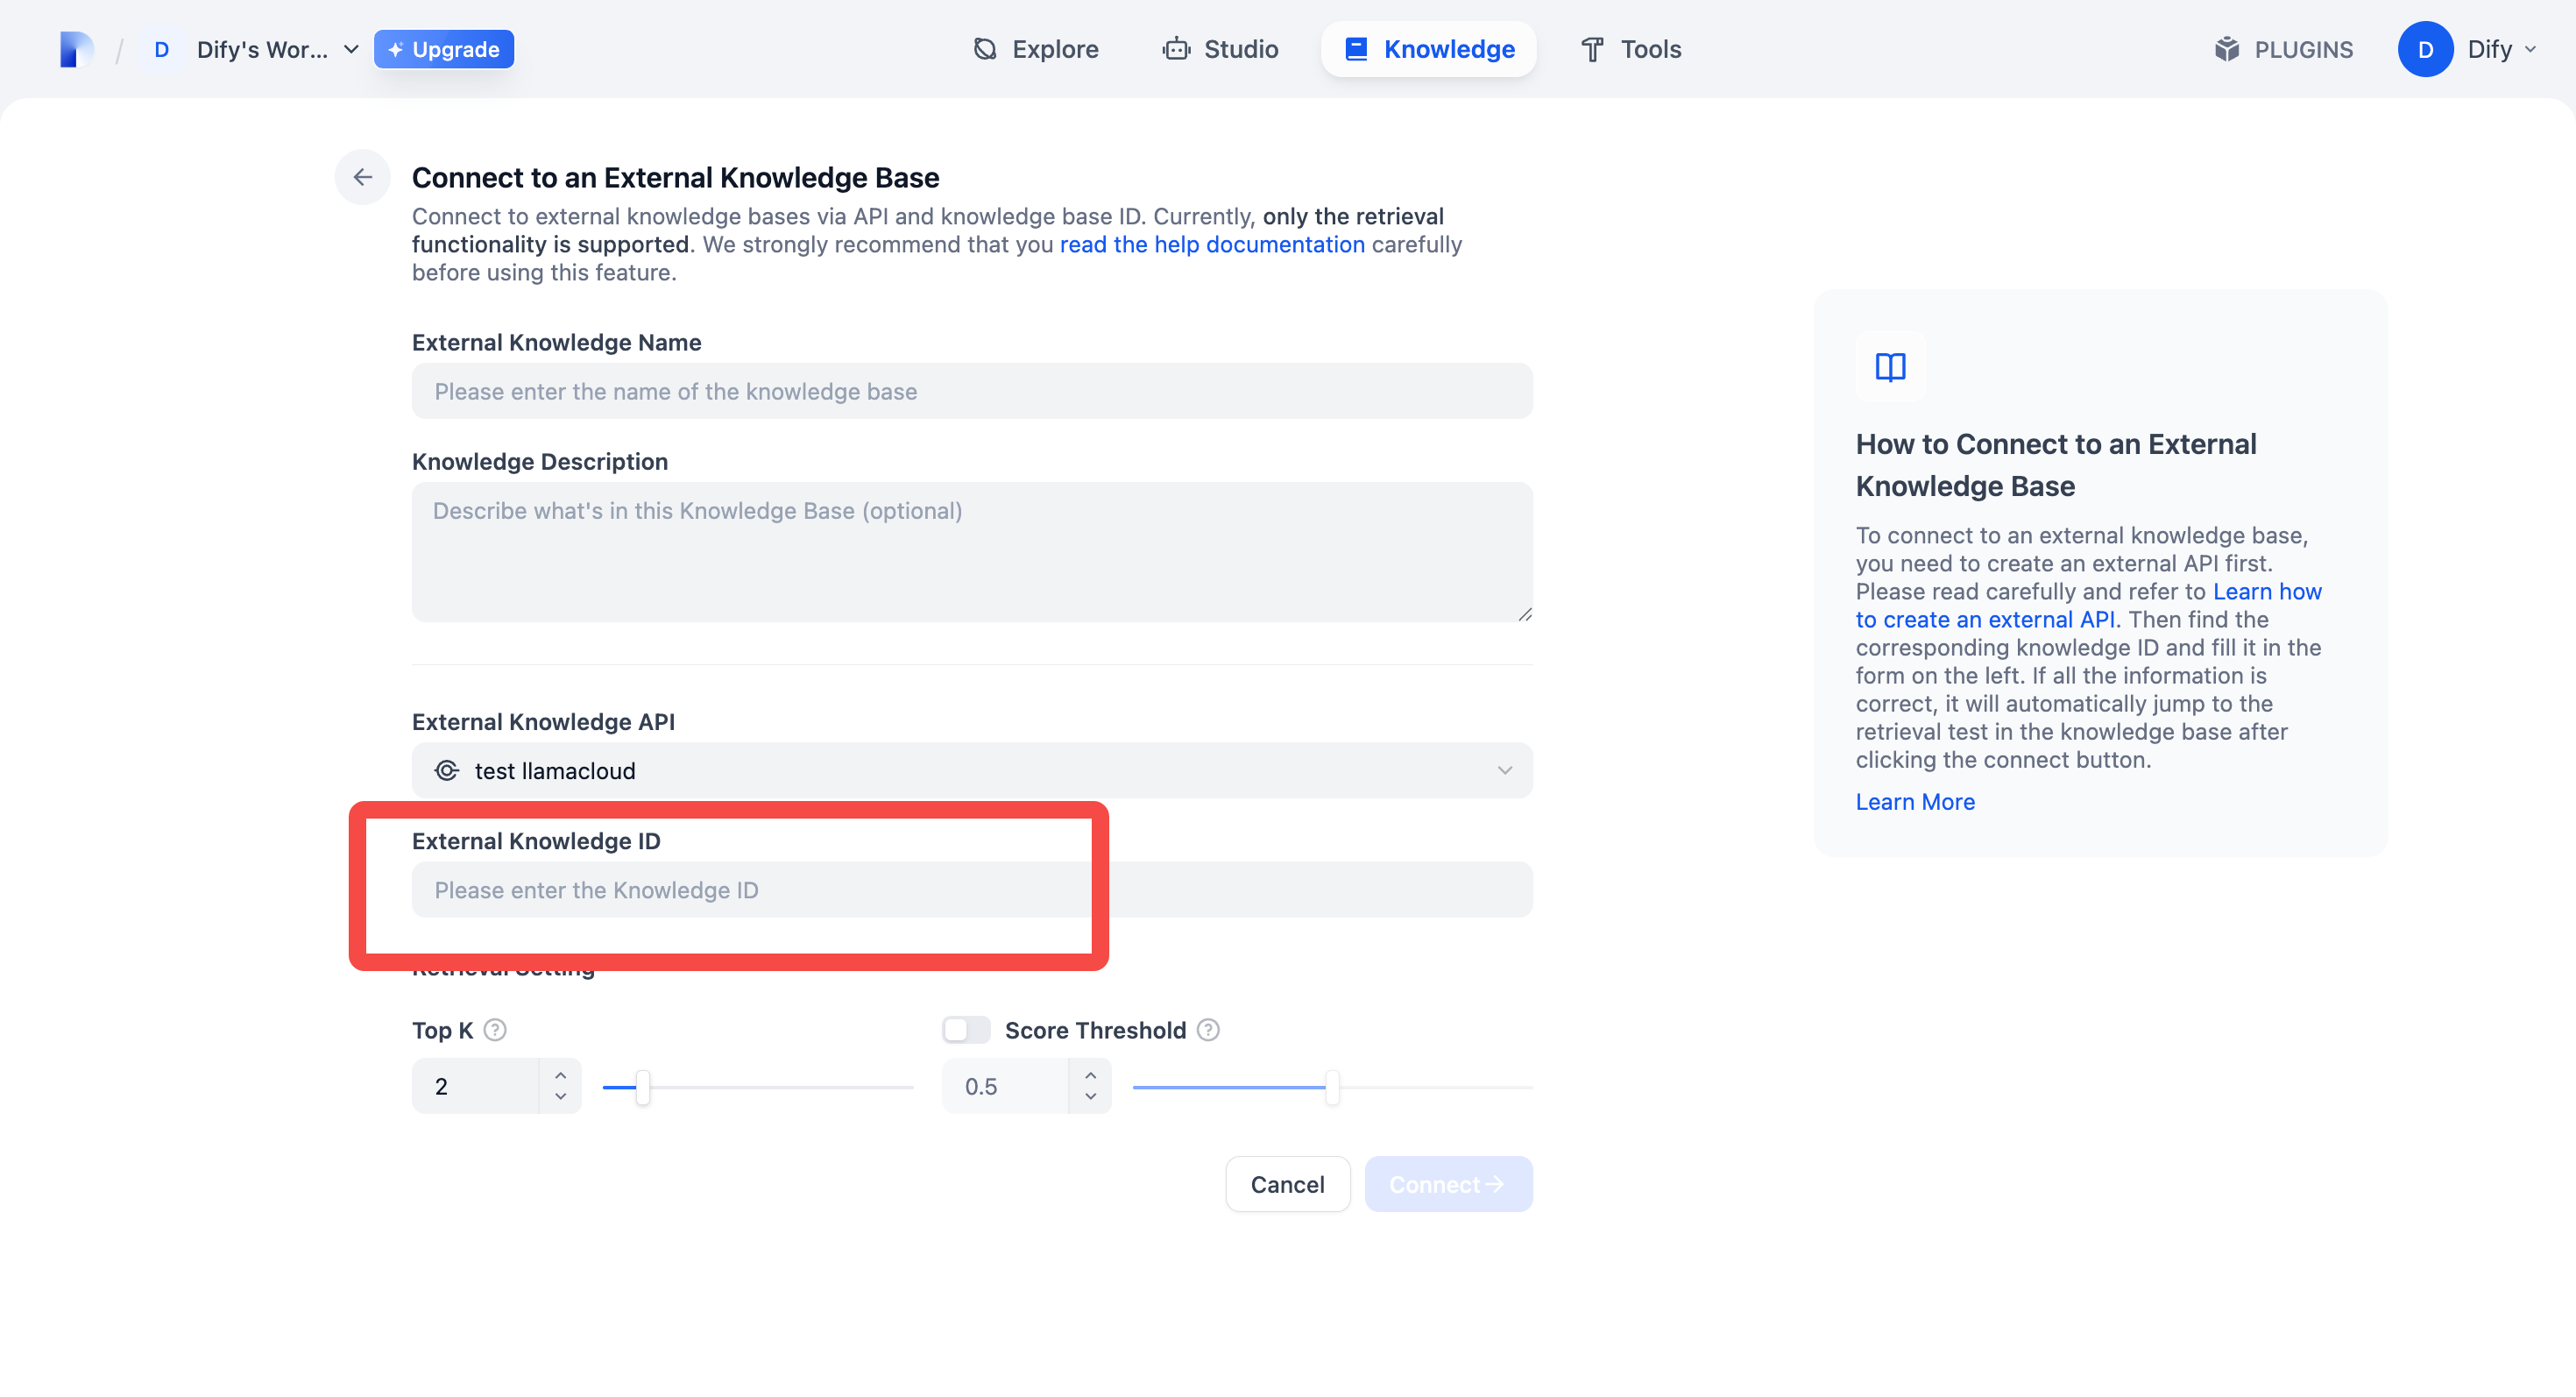 / D Dify's Wor... Upgrade Explore Studio Knowledge Tools PLUGINS D Dify
Connect to an External Knowledge Base
Connect to external knowledge bases via API and knowledge base ID. Currently, only the retrieval
functionality is supported. We strongly recommend that you read the help documentation carefully
before using this feature.
External Knowledge Name
Please enter the name of the knowledge base
Knowledge Description
Describe what's in this Knowledge Base (optional)
External Knowledge API
test llamacloud
External Knowledge ID
Please enter the Knowledge ID
Retrieval Setting
Top K ?
Score Threshold ?
2
0.5
Cancel
Connect
How to Connect to an External
Knowledge Base
To connect to an external knowledge base,
you need to create an external API first.
Please read carefully and refer to Learn how
to create an external API. Then find the
corresponding knowledge ID and fill it in the
form on the left. If all the information is
correct, it will automatically jump to the
retrieval test in the knowledge base after
clicking the connect button.
Learn More